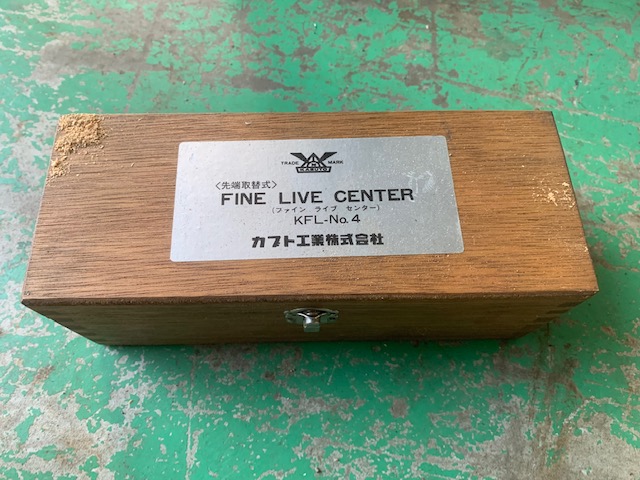 TRADE MARK
KABUTO
〈先端取替式〉
FINE LIVE CENTER
(ファイン ライブ センター)
KFL-No.4
カブト工業株式会社